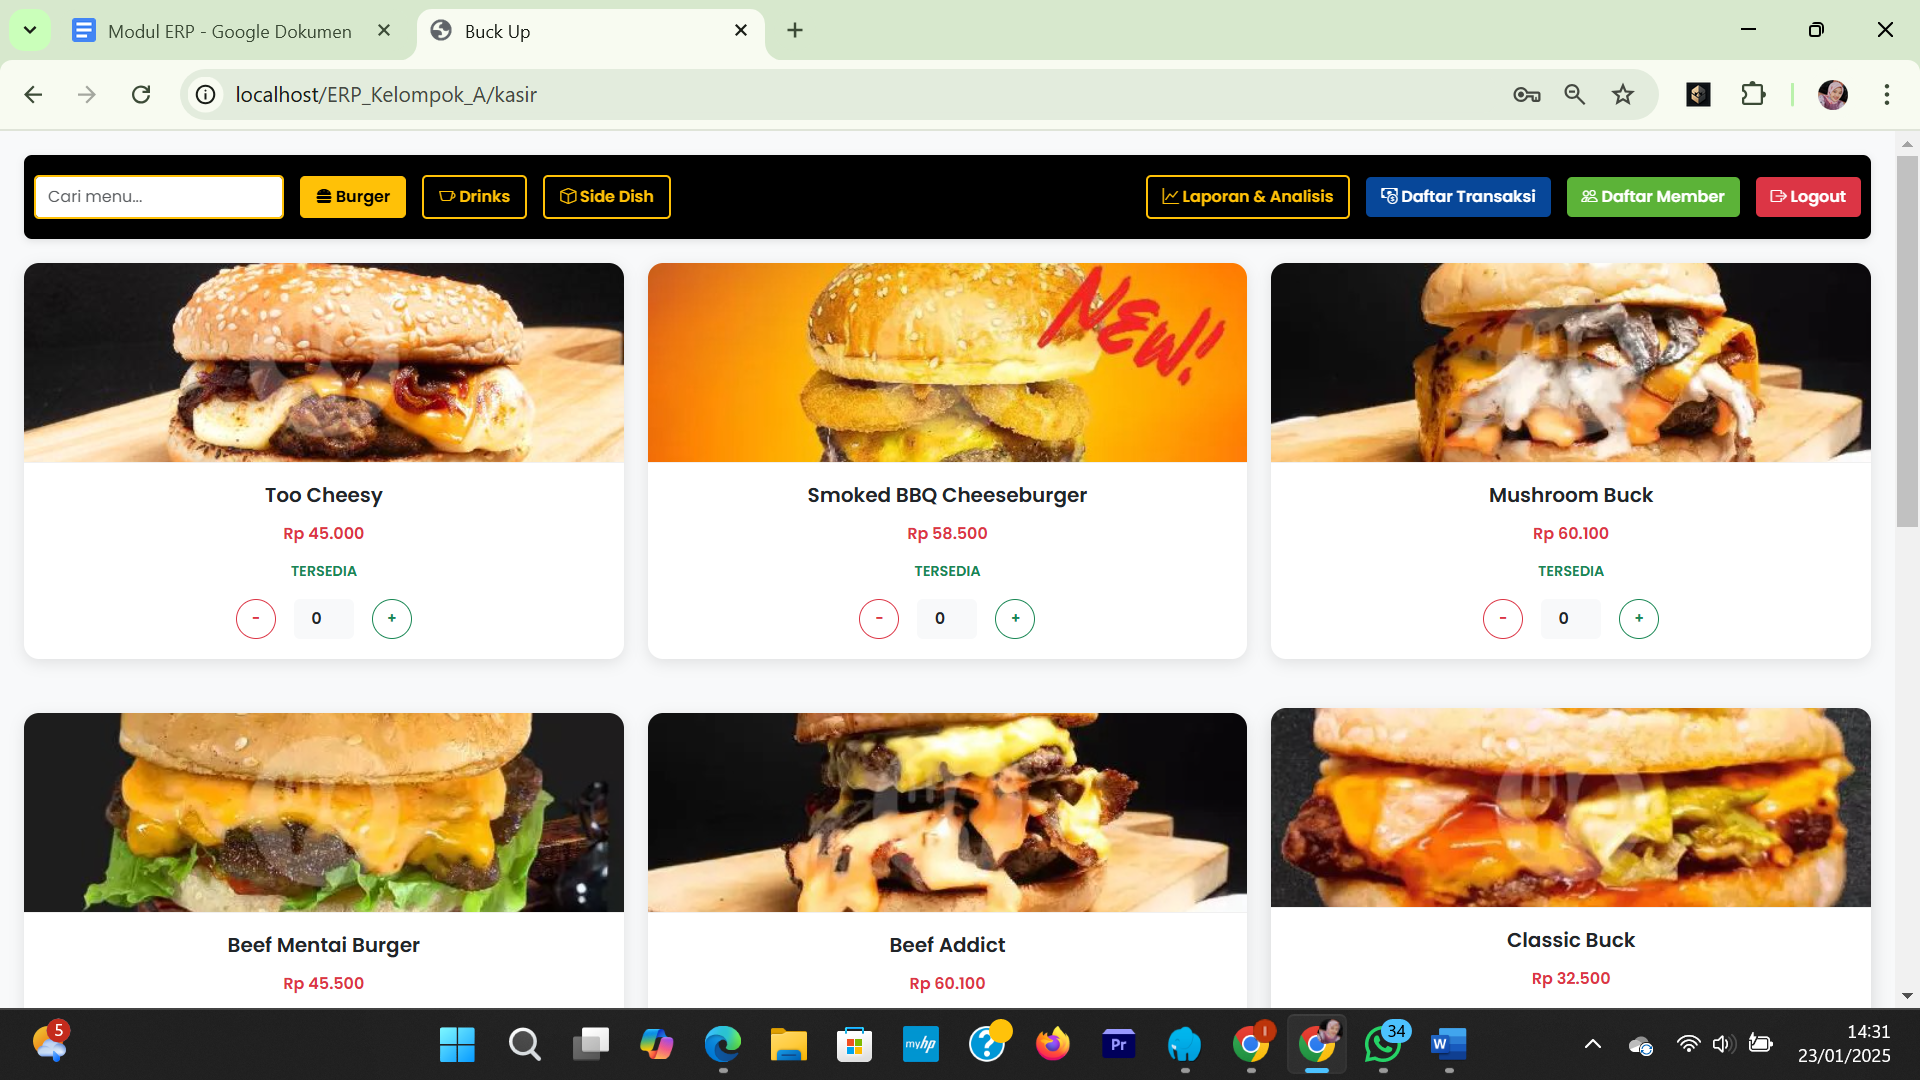 Modul ERP - Google Dokumen
Buck Up
localhost/ERP_Kelompok_A/kasir
Cari menu...
Burger
Drinks
Side Dish
Laporan & Analisis
Daftar Transaksi
Daftar Member
Logout
NEW!
Too Cheesy
Rp 45.000
TERSEDIA
- 0 +
Smoked BBQ Cheeseburger
Rp 58.500
TERSEDIA
- 0 +
Mushroom Buck
Rp 60.100
TERSEDIA
- 0 +
Beef Mentai Burger
Rp 45.500
Beef Addict
Rp 60.100
Classic Buck
Rp 32.500
5
myhp
?
Pr
34
W
14:31
23/01/2025